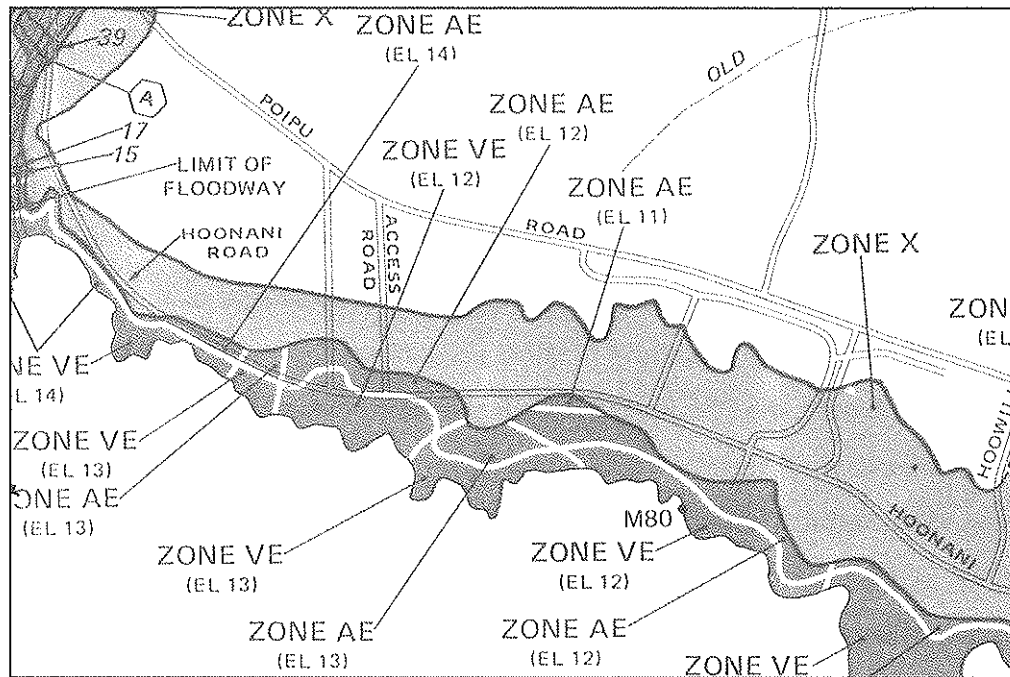 ZONE X
ZONE AE
(EL 14)
39
A
OLD
17
15
POIPU
ZONE AE
(EL 12)
ZONE VE
(EL 12)
LIMIT OF
FLOODWAY
ZONE AE
(EL 11)
HOONANI
ROAD
ACCESS
ROAD
ROAD
ZONE X
ZON
(EL
NE VE
L 14)
ZONE VE
(EL 13)
ONE AE
(EL 13)
HOOWILI
M80
HOONANI
ZONE VE
(EL 13)
ZONE VE
(EL 12)
ZONE AE
(EL 13)
ZONE AE
(EL 12)
ZONE VE